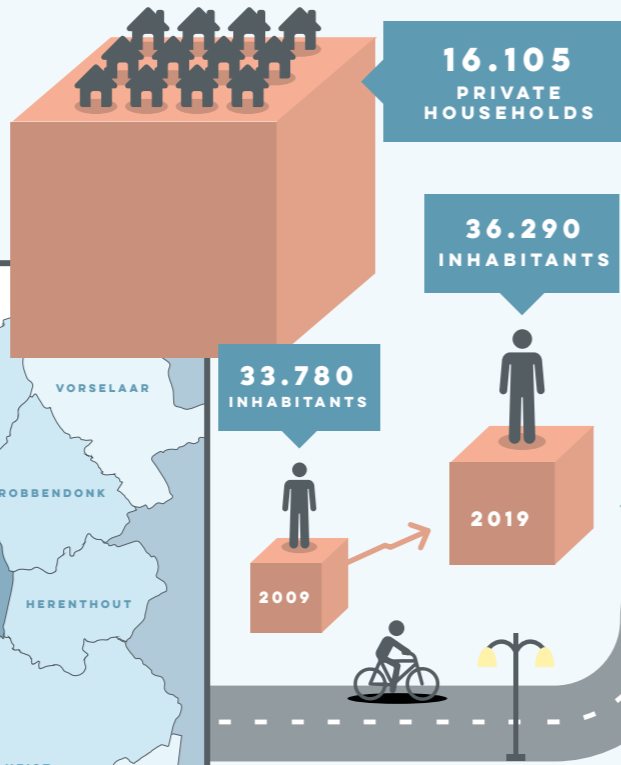 16.105
PRIVATE
HOUSEHOLDS
36.290
INHABITANTS
33.780
INHABITANTS
VORSELAAR
ROBBENDONK
2019
2009
HERENTHOUT